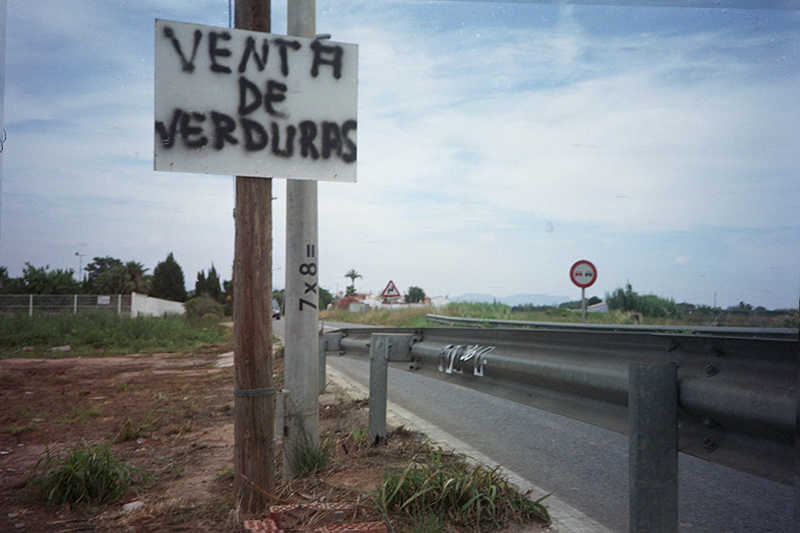 VENTA
DE
VERDURAS
7x8=